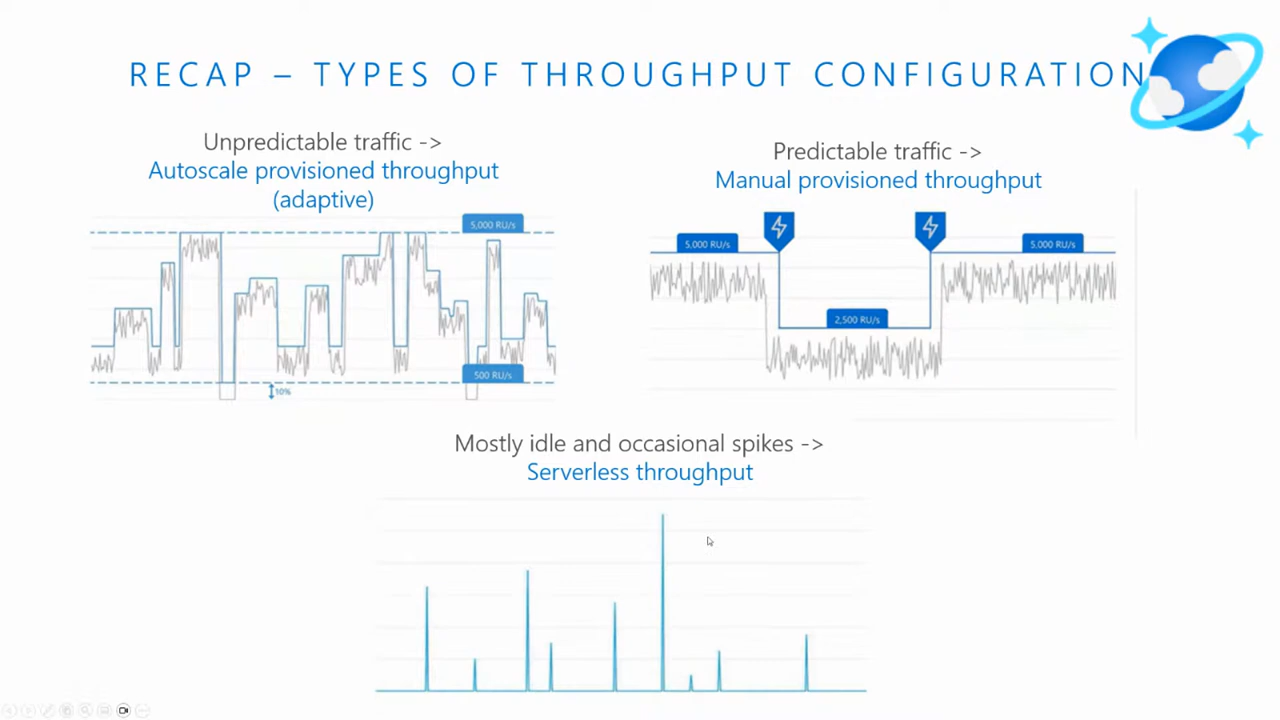 RECAP – TYPES OF THROUGHPUT CONFIGURATION
Unpredictable traffic ->
Autoscale provisioned throughput
(adaptive)
5,000 RU/s
500 RU/s
10%
Predictable traffic ->
Manual provisioned throughput
5,000 RU/s
5,000 RU/s
2,500 RU/s
Mostly idle and occasional spikes ->
Serverless throughput